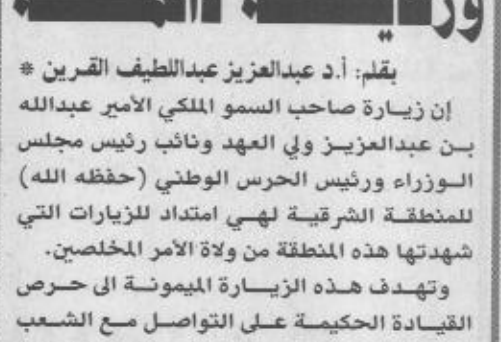 بقلم: أ.د عبدالعزيز عبداللطيف القرين *
إن زيارة صاحب السمو الملكي الأمير عبدالله
بن عبدالعزيز ولي العهد ونائب رئيس مجلس
الوزراء ورئيس الحرس الوطني (حفظه الله)
للمنطقة الشرقية لهي امتداد للزيارات التي
شهدتها هذه المنطقة من ولاة الأمر المخلصين.
وتهدف هذه الزيارة الميمونة الى حرص
القيادة الحكيمة على التواصل مع الشعب